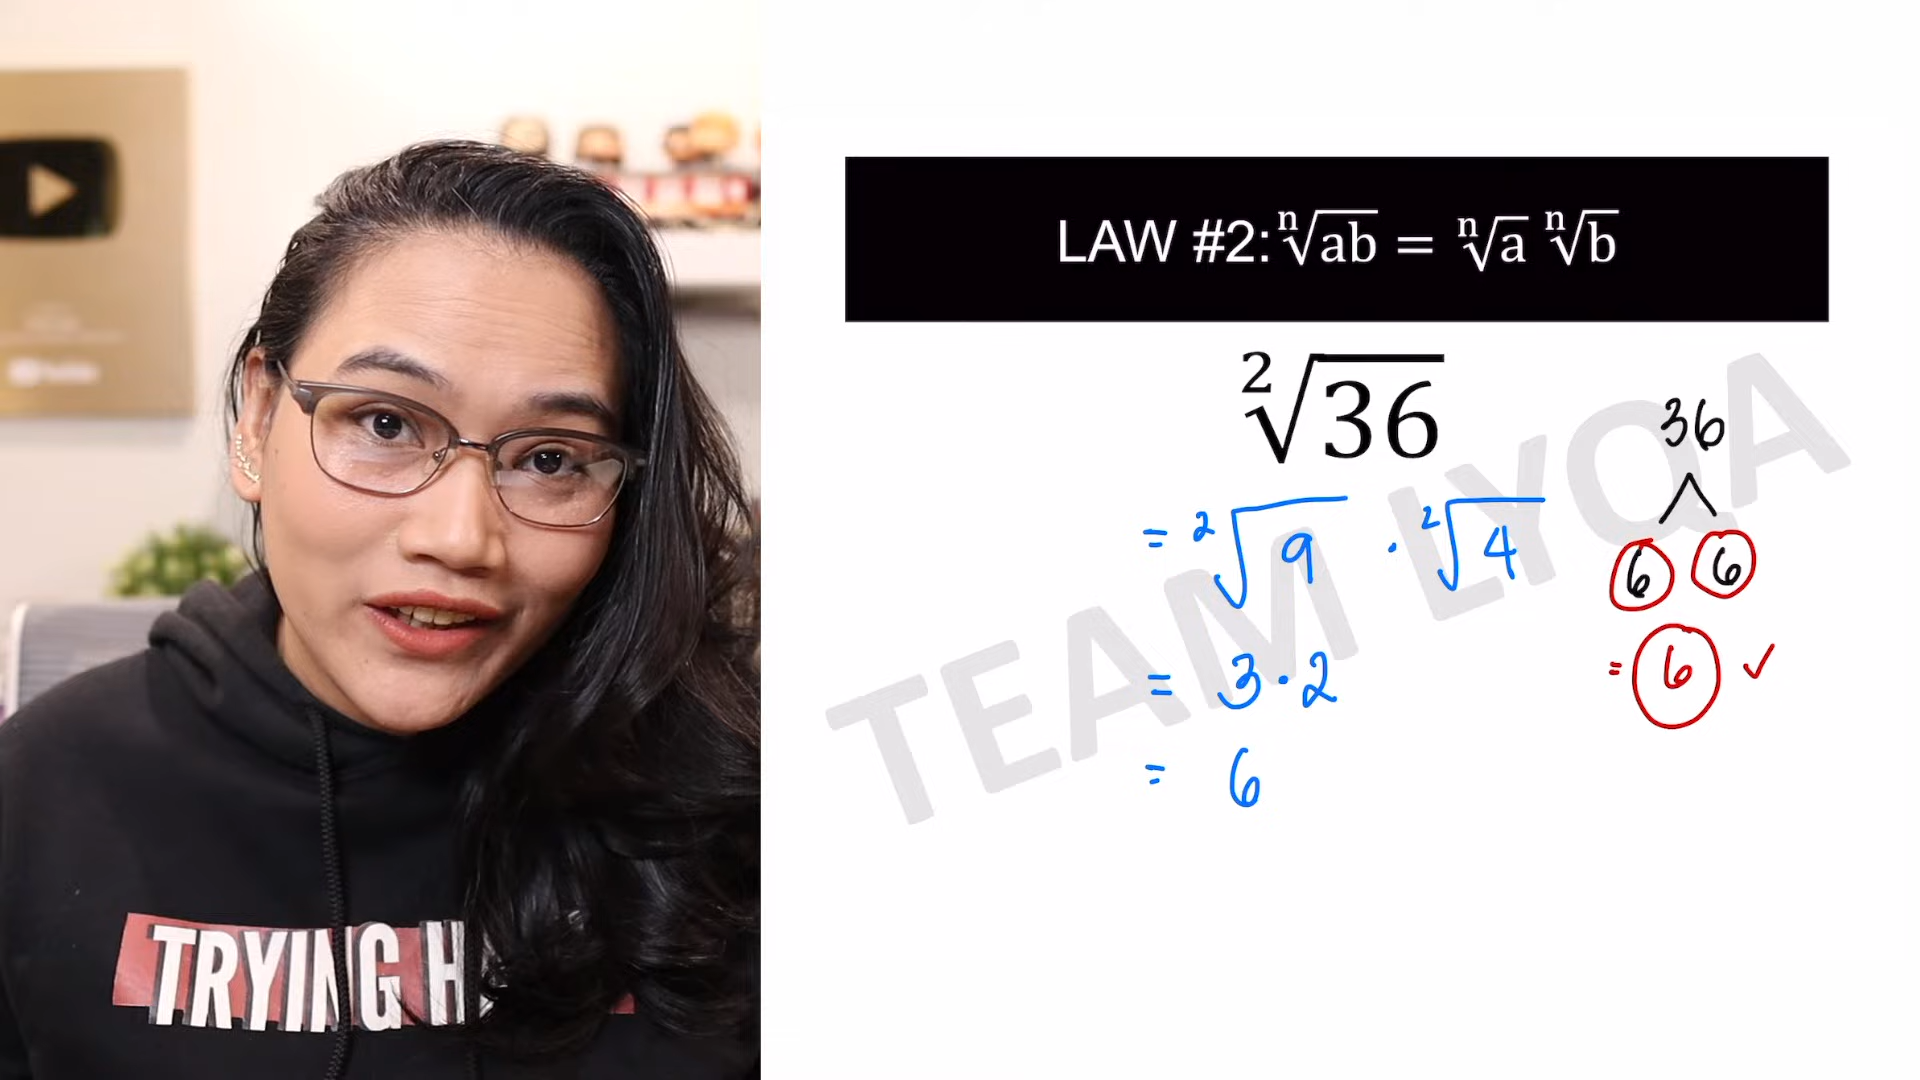 LAW #2: ⁿ√ab = ⁿ√a ⁿ√b
²√36
= ²√9 · ²√4
= 3 · 2
= 6
36
6 6
= 6 ✓
TEAM LYQA
TRYING